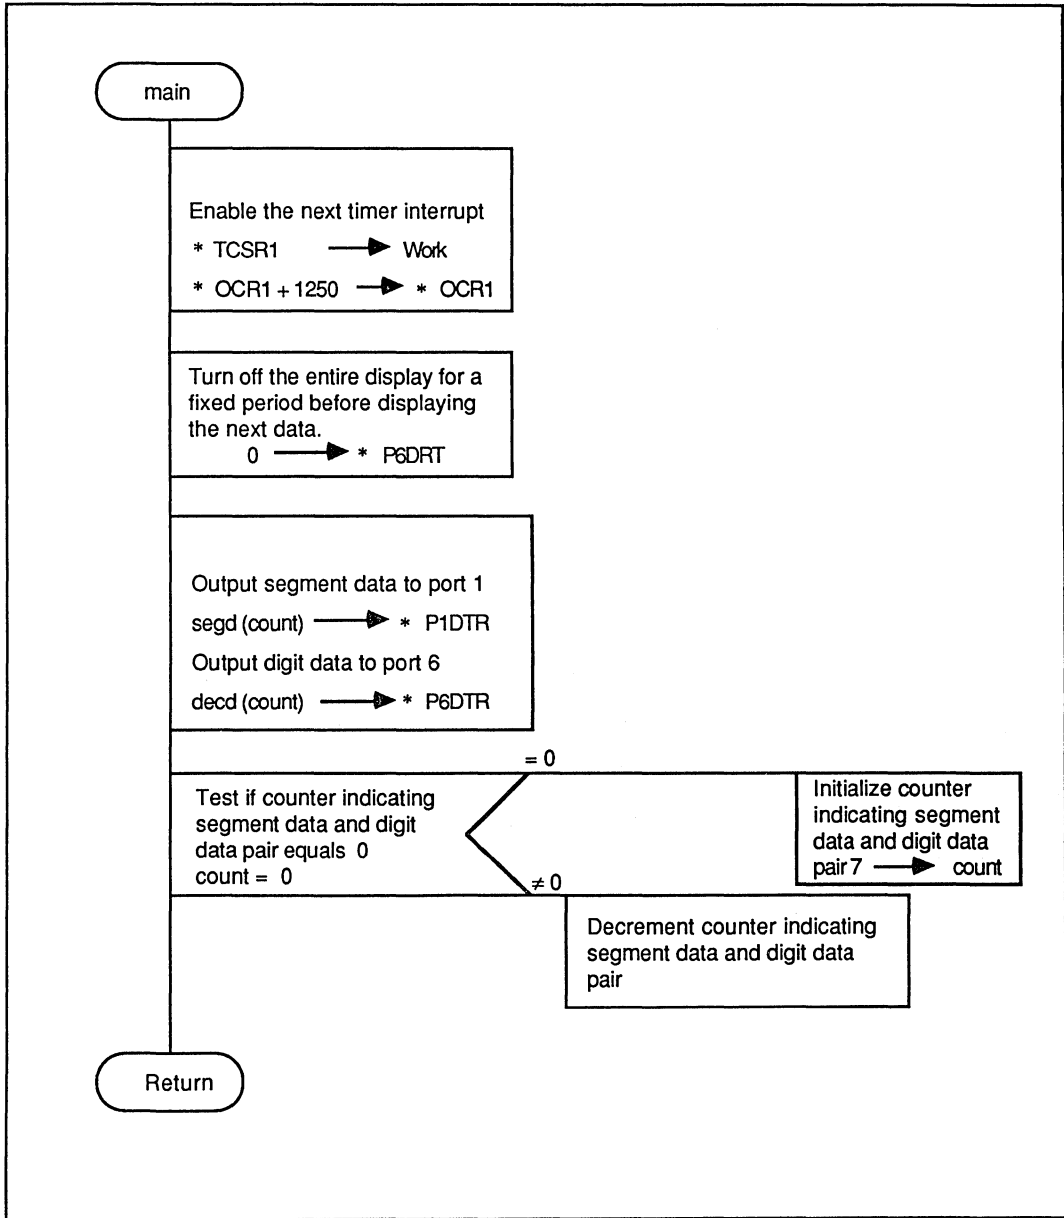 main
Enable the next timer interrupt
* TCSR1 → Work
* OCR1 + 1250 → * OCR1
Turn off the entire display for a
fixed period before displaying
the next data.
0 → * P6DRT
Output segment data to port 1
segd (count) → * P1DTR
Output digit data to port 6
decd (count) → * P6DTR
= 0
Test if counter indicating
segment data and digit
data pair equals 0
count = 0
Initialize counter
indicating segment
data and digit data
pair 7 → count
≠ 0
Decrement counter indicating
segment data and digit data
pair
Return